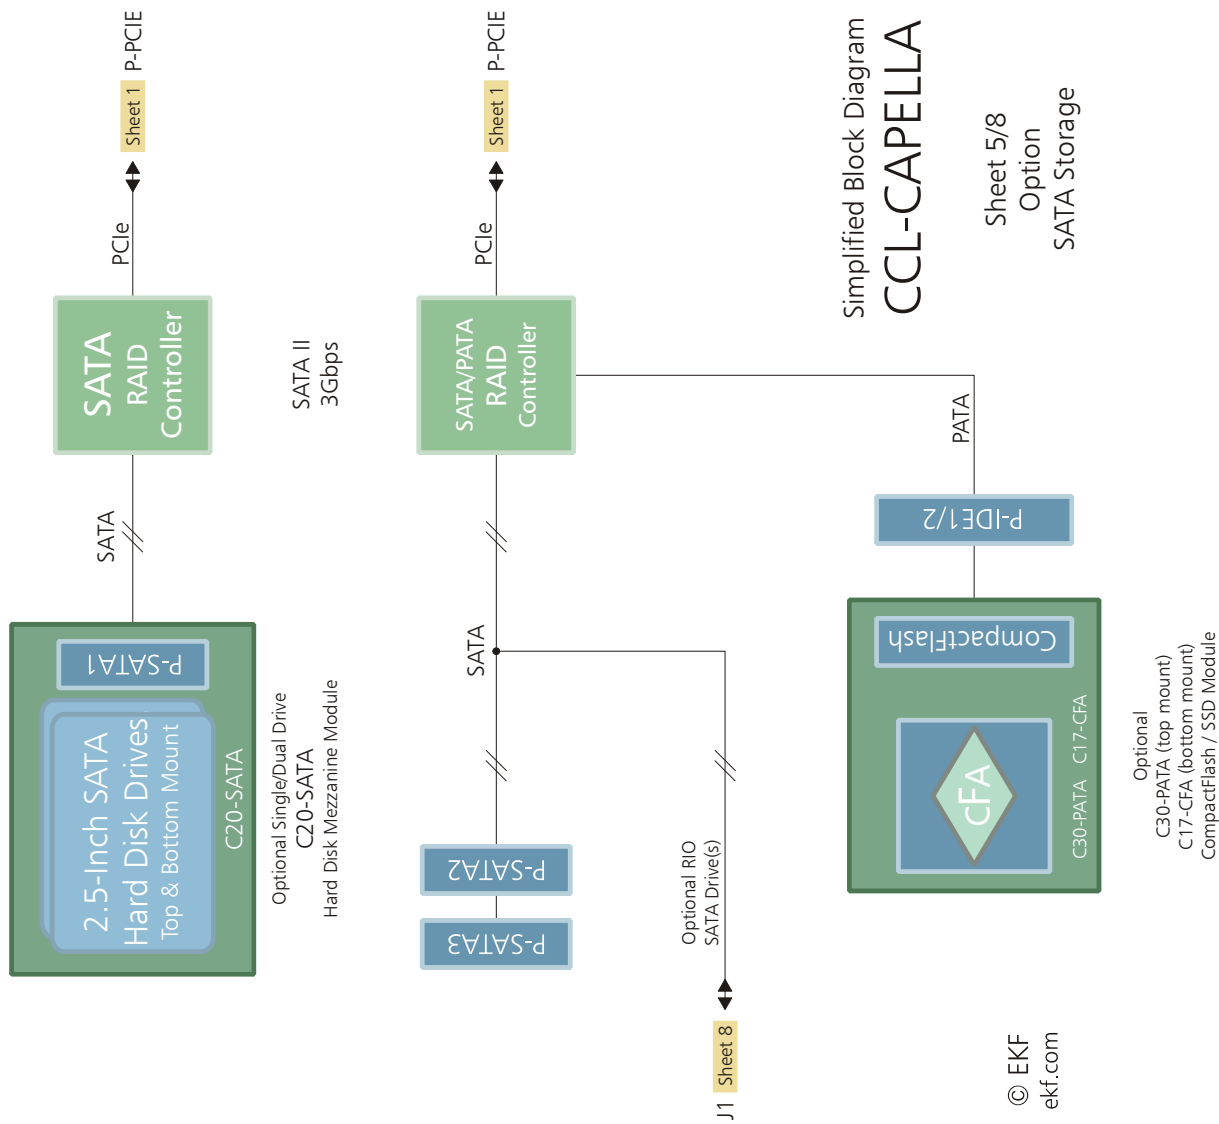 P-PCIE
Sheet 1
PCIe
SATA
RAID
Controller
SATA
P-SATA1
2.5-Inch SATA
Hard Disk Drives
Top & Bottom Mount
C20-SATA
Optional Single/Dual Drive
C20-SATA
Hard Disk Mezzanine Module
SATA II
3Gbps
P-PCIE
Sheet 1
PCIe
SATA/PATA
RAID
Controller
SATA
P-SATA2
P-SATA3
Optional RIO
SATA Drive(s)
J1
Sheet 8
PATA
P-IDE1/2
CompactFlash
CFA
C30-PATA C17-CFA
Optional
C30-PATA (top mount)
C17-CFA (bottom mount)
CompactFlash / SSD Module
Simplified Block Diagram
CCL-CAPELLA
Sheet 5/8
Option
SATA Storage
© EKF
ekf.com